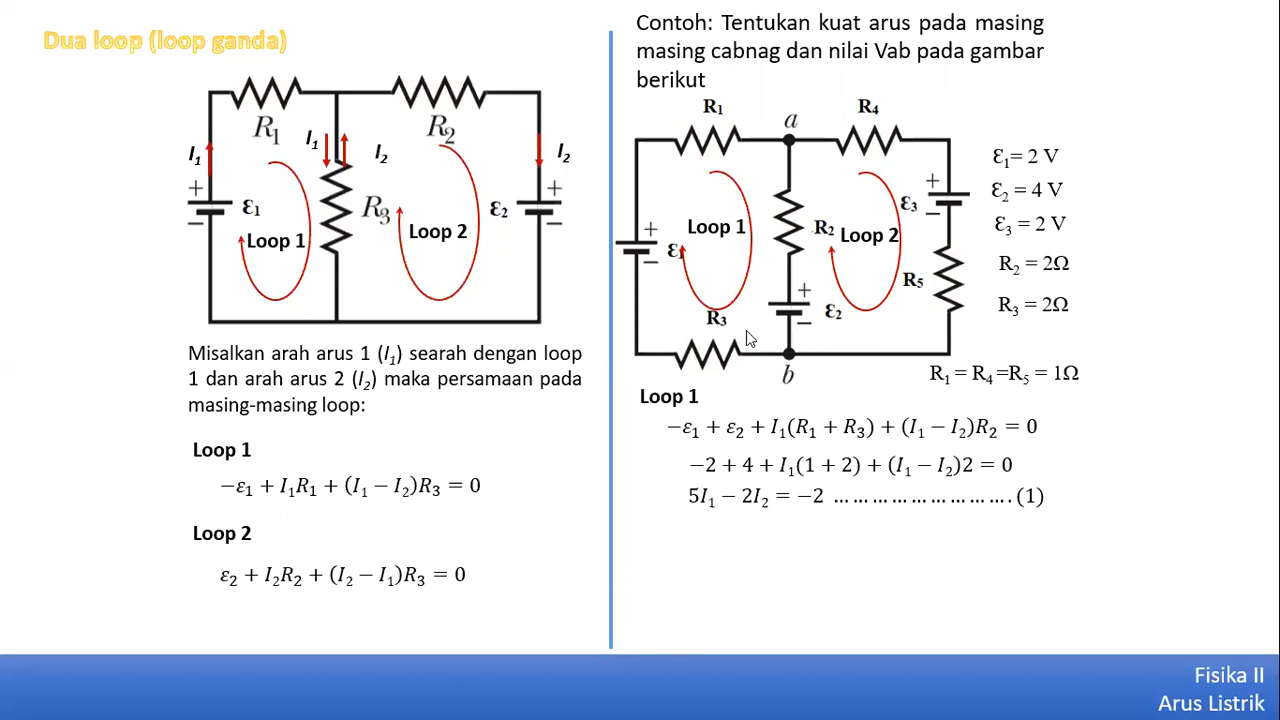 Dua loop (loop ganda)
R1
R2
I1
I1
I2
I2
+
ε1
R3
ε2
+
−
Loop 1
Loop 2
−
Misalkan arah arus 1 (I1) searah dengan loop
1 dan arah arus 2 (I2) maka persamaan pada
masing-masing loop:
Loop 1
−ε1 + I1R1 + (I1 − I2)R3 = 0
Loop 2
ε2 + I2R2 + (I2 − I1)R3 = 0
Contoh: Tentukan kuat arus pada masing
masing cabnag dan nilai Vab pada gambar
berikut
R1
a
R4
+
ε3
−
+
Loop 1
R2
Loop 2
−
ε1
R5
+
ε2
−
R3
b
ε1= 2 V
ε2 = 4 V
ε3 = 2 V
R2 = 2Ω
R3 = 2Ω
R1 = R4 =R5 = 1Ω
Loop 1
−ε1 + ε2 + I1(R1 + R3) + (I1 − I2)R2 = 0
−2 + 4 + I1(1 + 2) + (I1 − I2)2 = 0
5I1 − 2I2 = −2 … … … … … … … … … . (1)
Fisika II
Arus Listrik